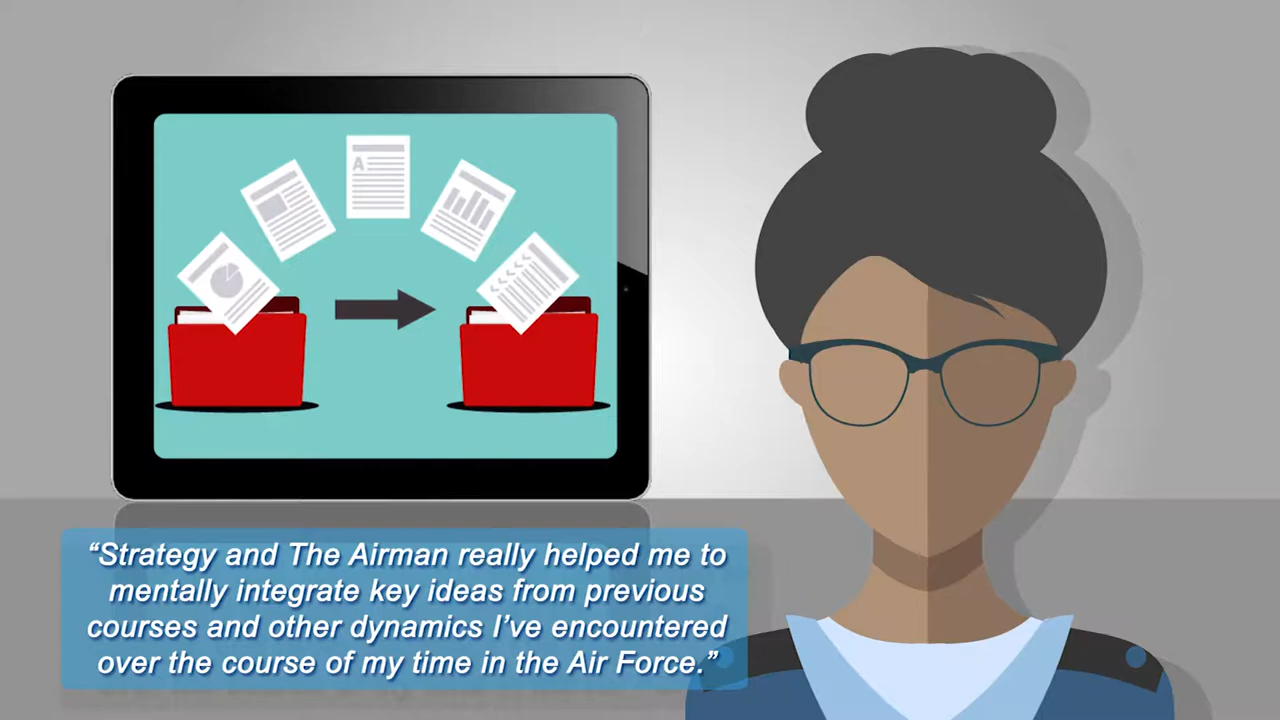 A
“Strategy and The Airman really helped me to
mentally integrate key ideas from previous
courses and other dynamics I’ve encountered
over the course of my time in the Air Force.”